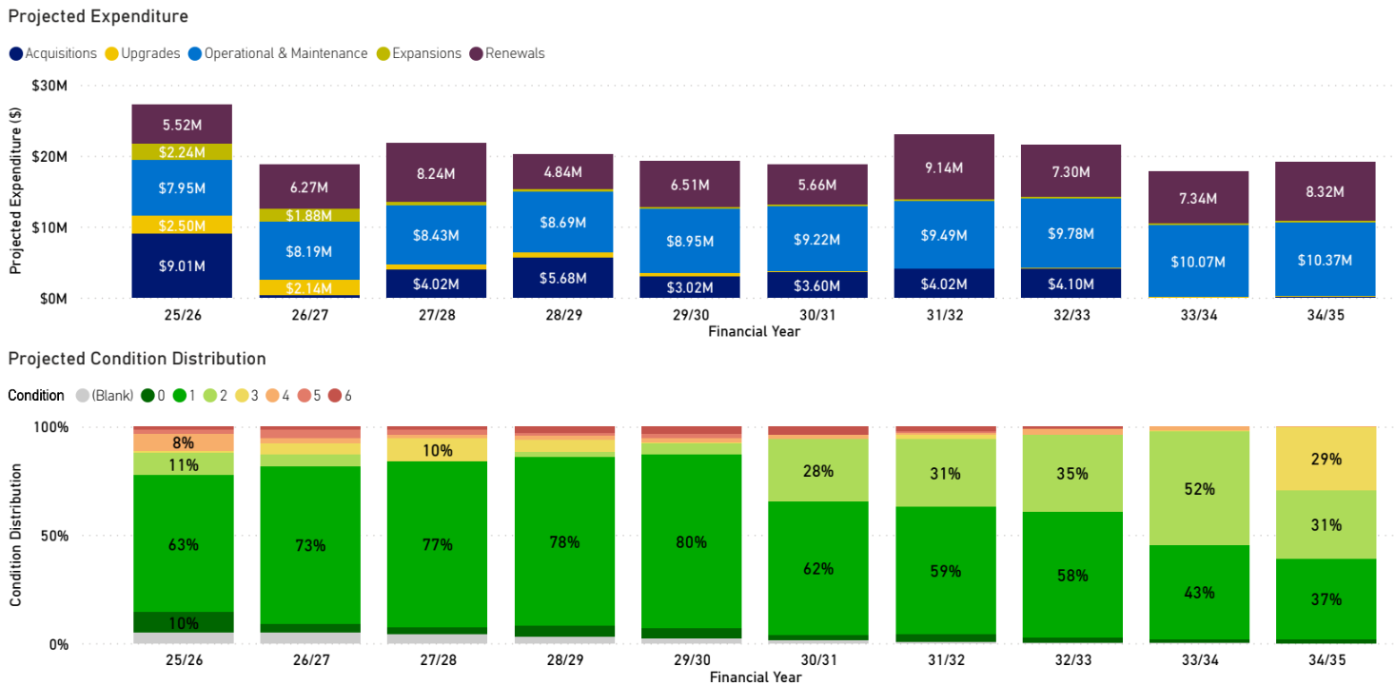 Projected Expenditure
Acquisitions Upgrades Operational & Maintenance Expansions Renewals
Projected Expenditure ($)
$30M
$20M
$10M
$0M
5.52M
$2.24M
$7.95M
$2.50M
$9.01M
6.27M
$1.88M
$8.19M
$2.14M
8.24M
$8.43M
$4.02M
4.84M
$8.69M
$5.68M
6.51M
$8.95M
$3.02M
5.66M
$9.22M
$3.60M
9.14M
$9.49M
$4.02M
7.30M
$9.78M
$4.10M
7.34M
$10.07M
8.32M
$10.37M
25/26 26/27 27/28 28/29 29/30 30/31 31/32 32/33 33/34 34/35
Financial Year
Projected Condition Distribution
Condition (Blank) 0 1 2 3 4 5 6
Condition Distribution
100%
50%
0%
8%
11%
63%
10%
73%
10%
77%
78%
80%
28%
62%
31%
59%
35%
58%
52%
43%
29%
31%
37%
25/26 26/27 27/28 28/29 29/30 30/31 31/32 32/33 33/34 34/35
Financial Year